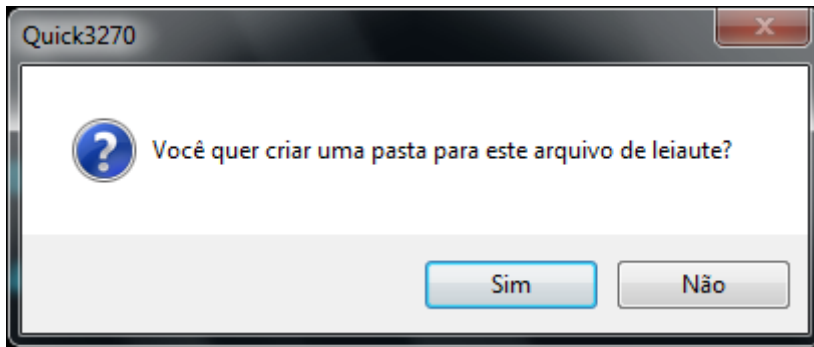 Quick3270
Você quer criar uma pasta para este arquivo de leiaute?
Sim
Não